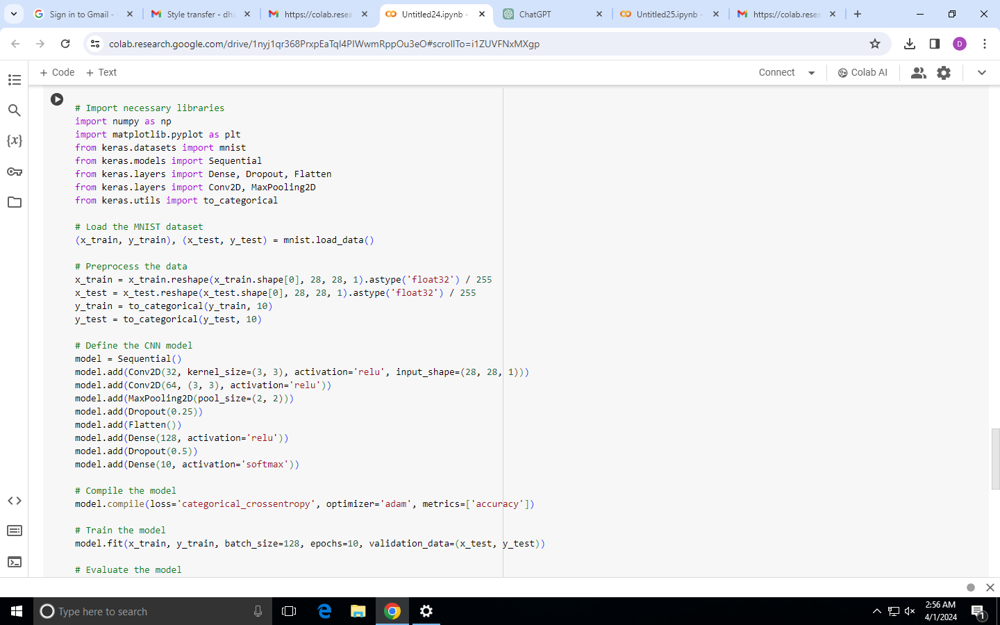 Sign in to Gmail -
Style transfer - dha
https://colab.resea
Untitled24.ipynb -
ChatGPT
Untitled25.ipynb -
https://colab.resea
colab.research.google.com/drive/1nyj1qr368PrxpEaTql4PlWwmRppOu3eO#scrollTo=i1ZUVFNxMXgp
D
+ Code + Text
Connect
Colab AI
# Import necessary libraries
import numpy as np
import matplotlib.pyplot as plt
from keras.datasets import mnist
from keras.models import Sequential
from keras.layers import Dense, Dropout, Flatten
from keras.layers import Conv2D, MaxPooling2D
from keras.utils import to_categorical
# Load the MNIST dataset
(x_train, y_train), (x_test, y_test) = mnist.load_data()
# Preprocess the data
x_train = x_train.reshape(x_train.shape[0], 28, 28, 1).astype('float32') / 255
x_test = x_test.reshape(x_test.shape[0], 28, 28, 1).astype('float32') / 255
y_train = to_categorical(y_train, 10)
y_test = to_categorical(y_test, 10)
# Define the CNN model
model = Sequential()
model.add(Conv2D(32, kernel_size=(3, 3), activation='relu', input_shape=(28, 28, 1)))
model.add(Conv2D(64, (3, 3), activation='relu'))
model.add(MaxPooling2D(pool_size=(2, 2)))
model.add(Dropout(0.25))
model.add(Flatten())
model.add(Dense(128, activation='relu'))
model.add(Dropout(0.5))
model.add(Dense(10, activation='softmax'))
# Compile the model
model.compile(loss='categorical_crossentropy', optimizer='adam', metrics=['accuracy'])
# Train the model
model.fit(x_train, y_train, batch_size=128, epochs=10, validation_data=(x_test, y_test))
# Evaluate the model
Type here to search
2:56 AM
4/1/2024
1